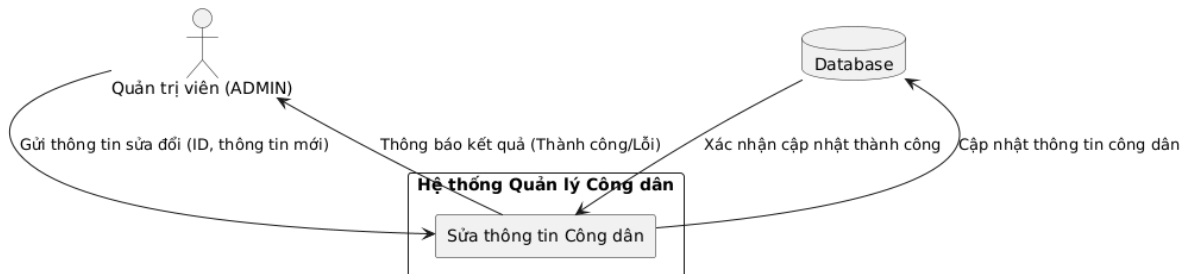 Database
Quản trị viên (ADMIN)
Gửi thông tin sửa đổi (ID, thông tin mới)
Thông báo kết quả (Thành công/Lỗi)
Xác nhận cập nhật thành công
Cập nhật thông tin công dân
Hệ thống Quản lý Công dân
Sửa thông tin Công dân